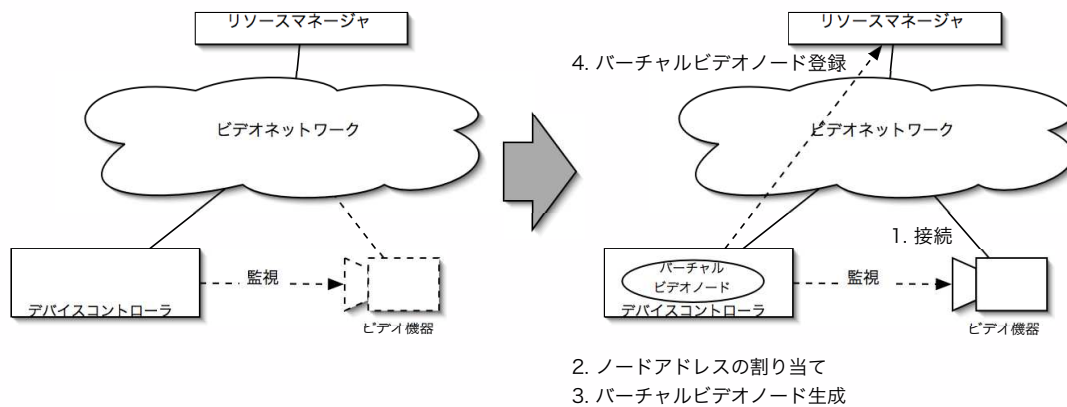 リソースマネージャ
ビデオネットワーク
監視
デバイスコントローラ
ビデイ機器
リソースマネージャ
4. バーチャルビデオノード登録
ビデオネットワーク
1. 接続
バーチャル
ビデオノード
監視
デバイスコントローラ
ビデイ機器
2. ノードアドレスの割り当て
3. バーチャルビデオノード生成